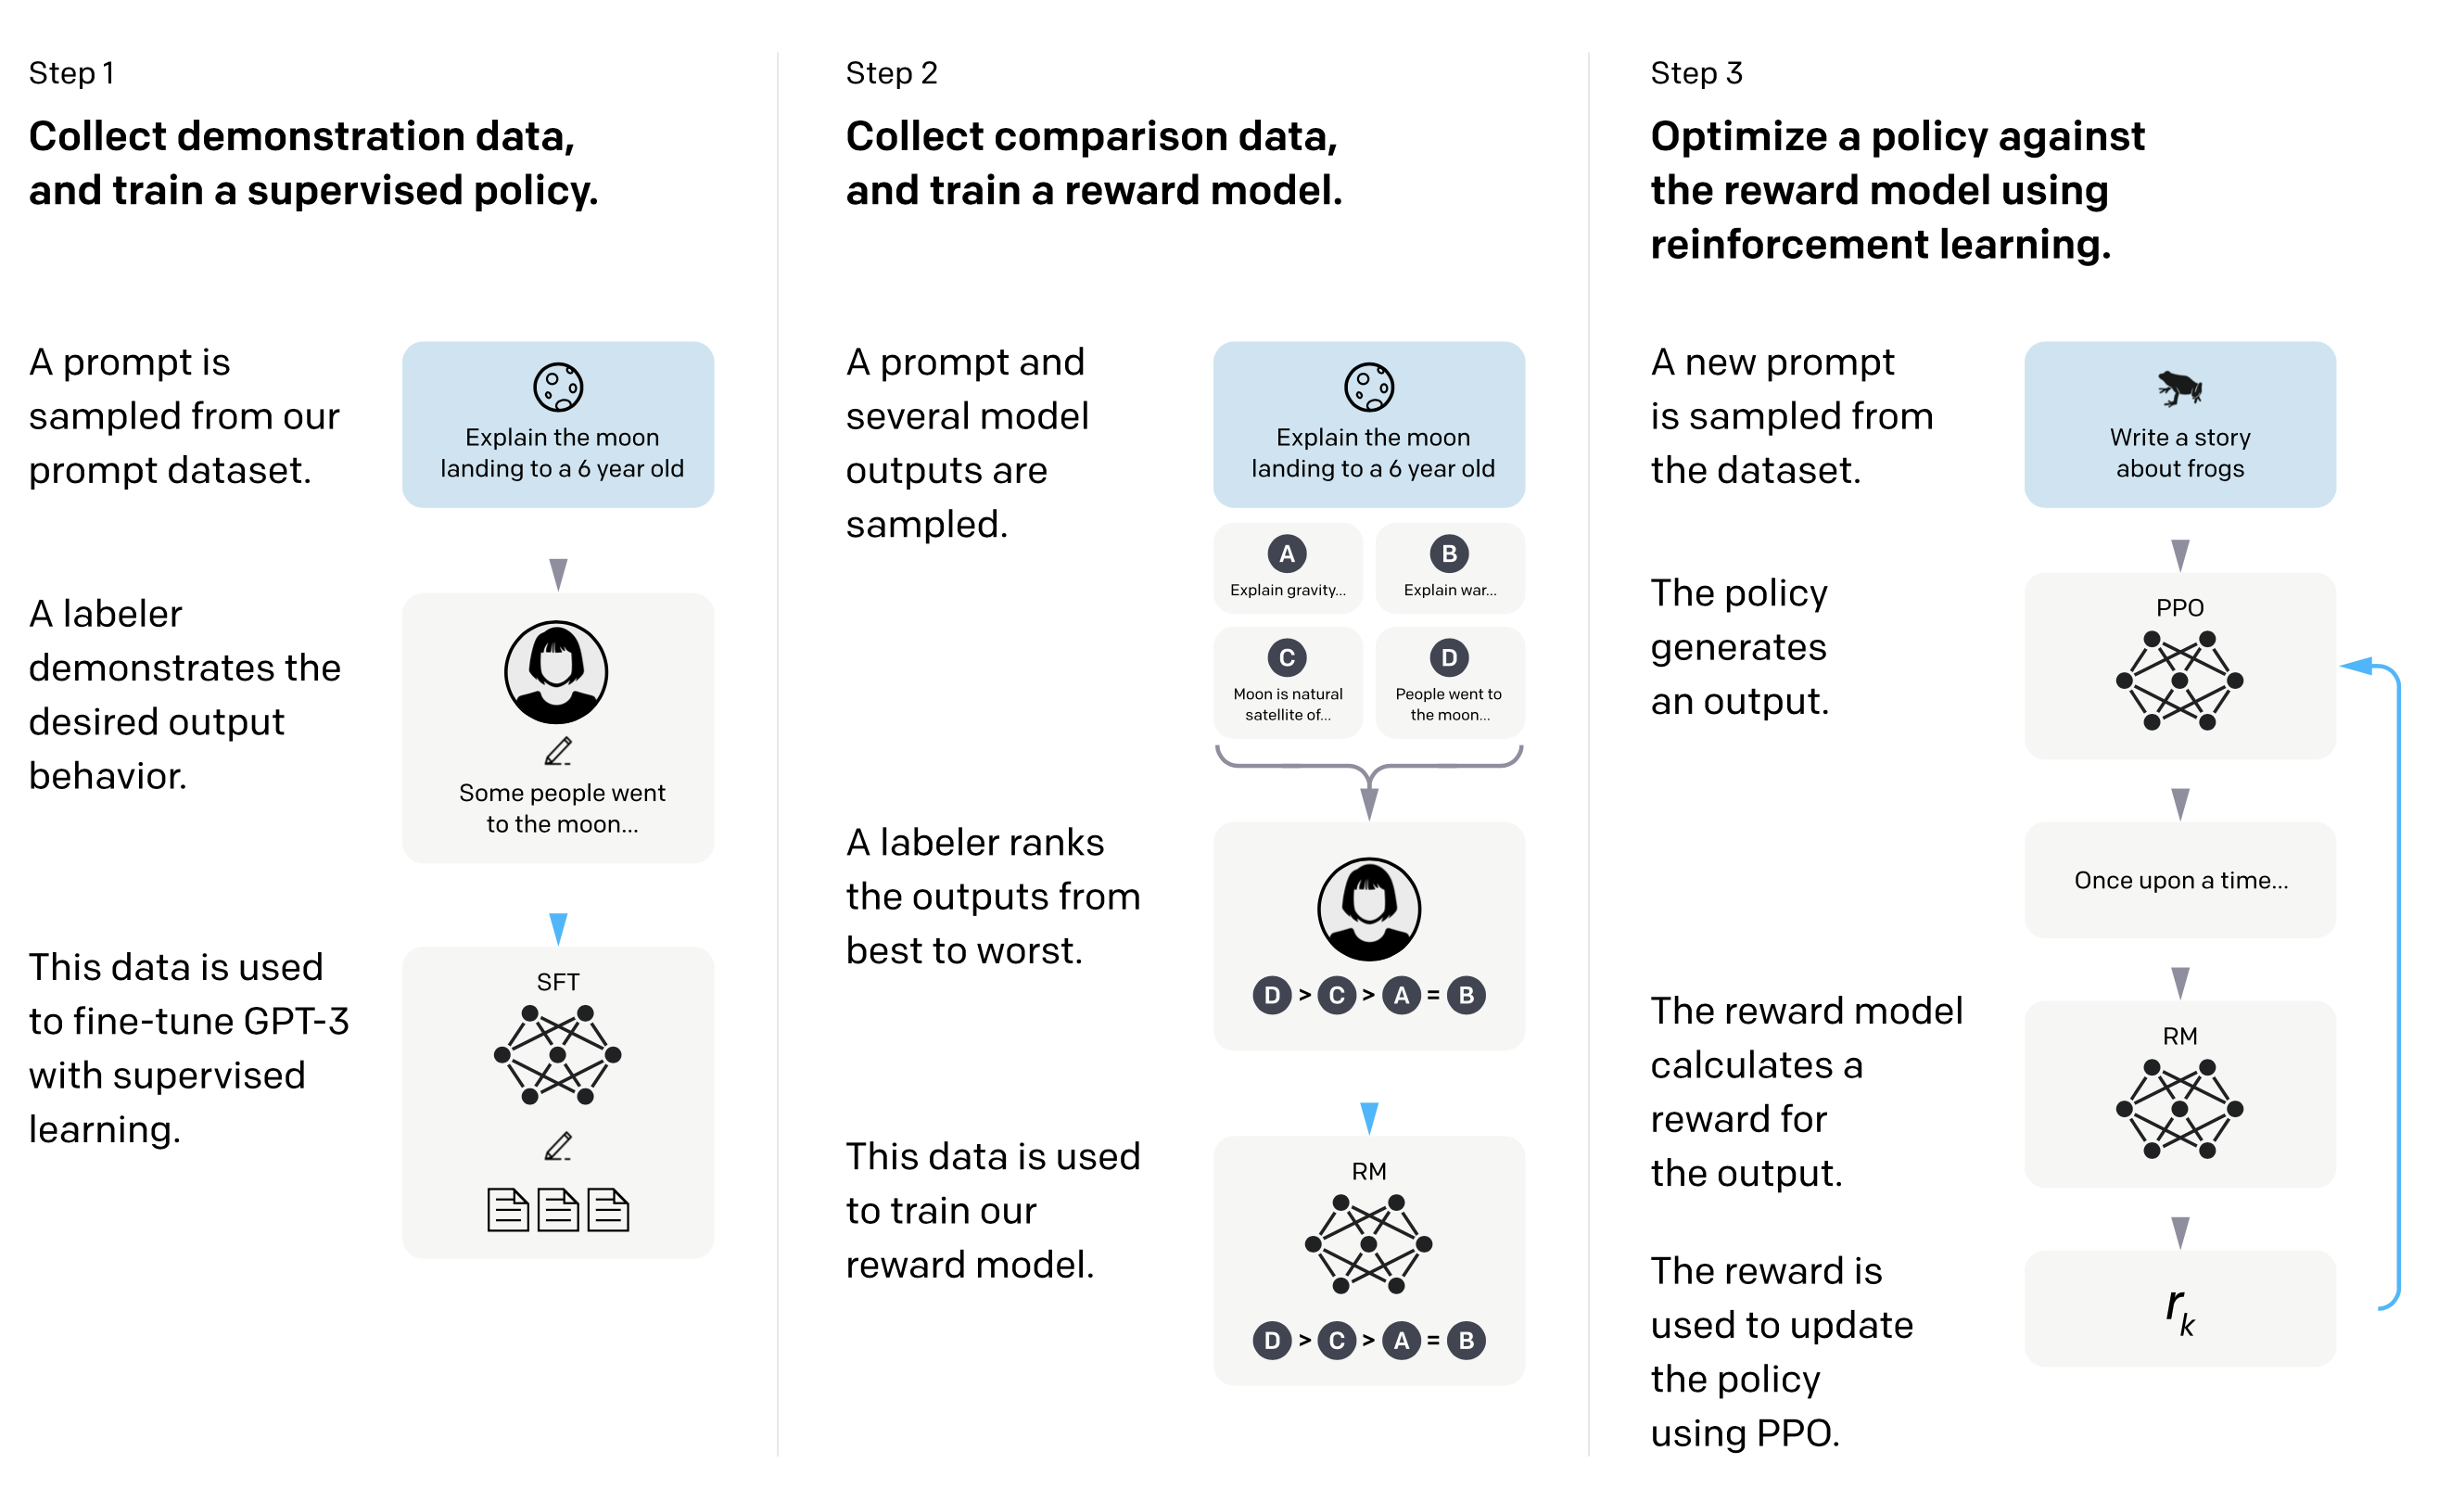 Step 1
Collect demonstration data,
and train a supervised policy.
A prompt is
sampled from our
prompt dataset.
Explain the moon
landing to a 6 year old
A labeler
demonstrates the
desired output
behavior.
Some people went
to the moon...
This data is used
to fine-tune GPT-3
with supervised
learning.
SFT
Step 2
Collect comparison data,
and train a reward model.
A prompt and
several model
outputs are
sampled.
Explain the moon
landing to a 6 year old
A
Explain gravity...
B
Explain war...
C
Moon is natural
satellite of...
D
People went to
the moon...
A labeler ranks
the outputs from
best to worst.
D > C > A = B
This data is used
to train our
reward model.
RM
D > C > A = B
Step 3
Optimize a policy against
the reward model using
reinforcement learning.
A new prompt
is sampled from
the dataset.
Write a story
about frogs
The policy
generates
an output.
PPO
Once upon a time...
The reward model
calculates a
reward for
the output.
RM
The reward is
used to update
the policy
using PPO.
r_k